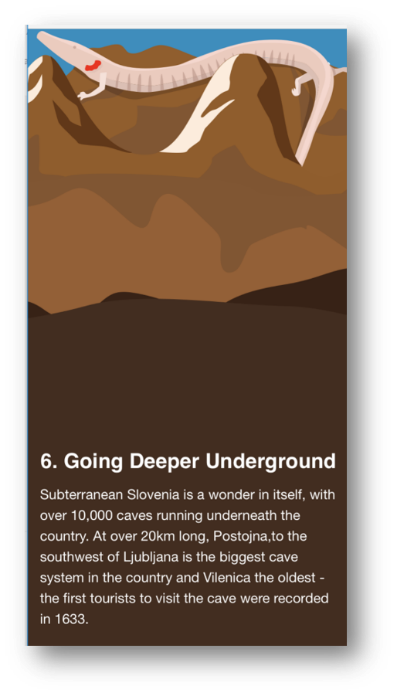 6. Going Deeper Underground
Subterranean Slovenia is a wonder in itself, with
over 10,000 caves running underneath the
country. At over 20km long, Postojna,to the
southwest of Ljubljana is the biggest cave
system in the country and Vilenica the oldest -
the first tourists to visit the cave were recorded
in 1633.